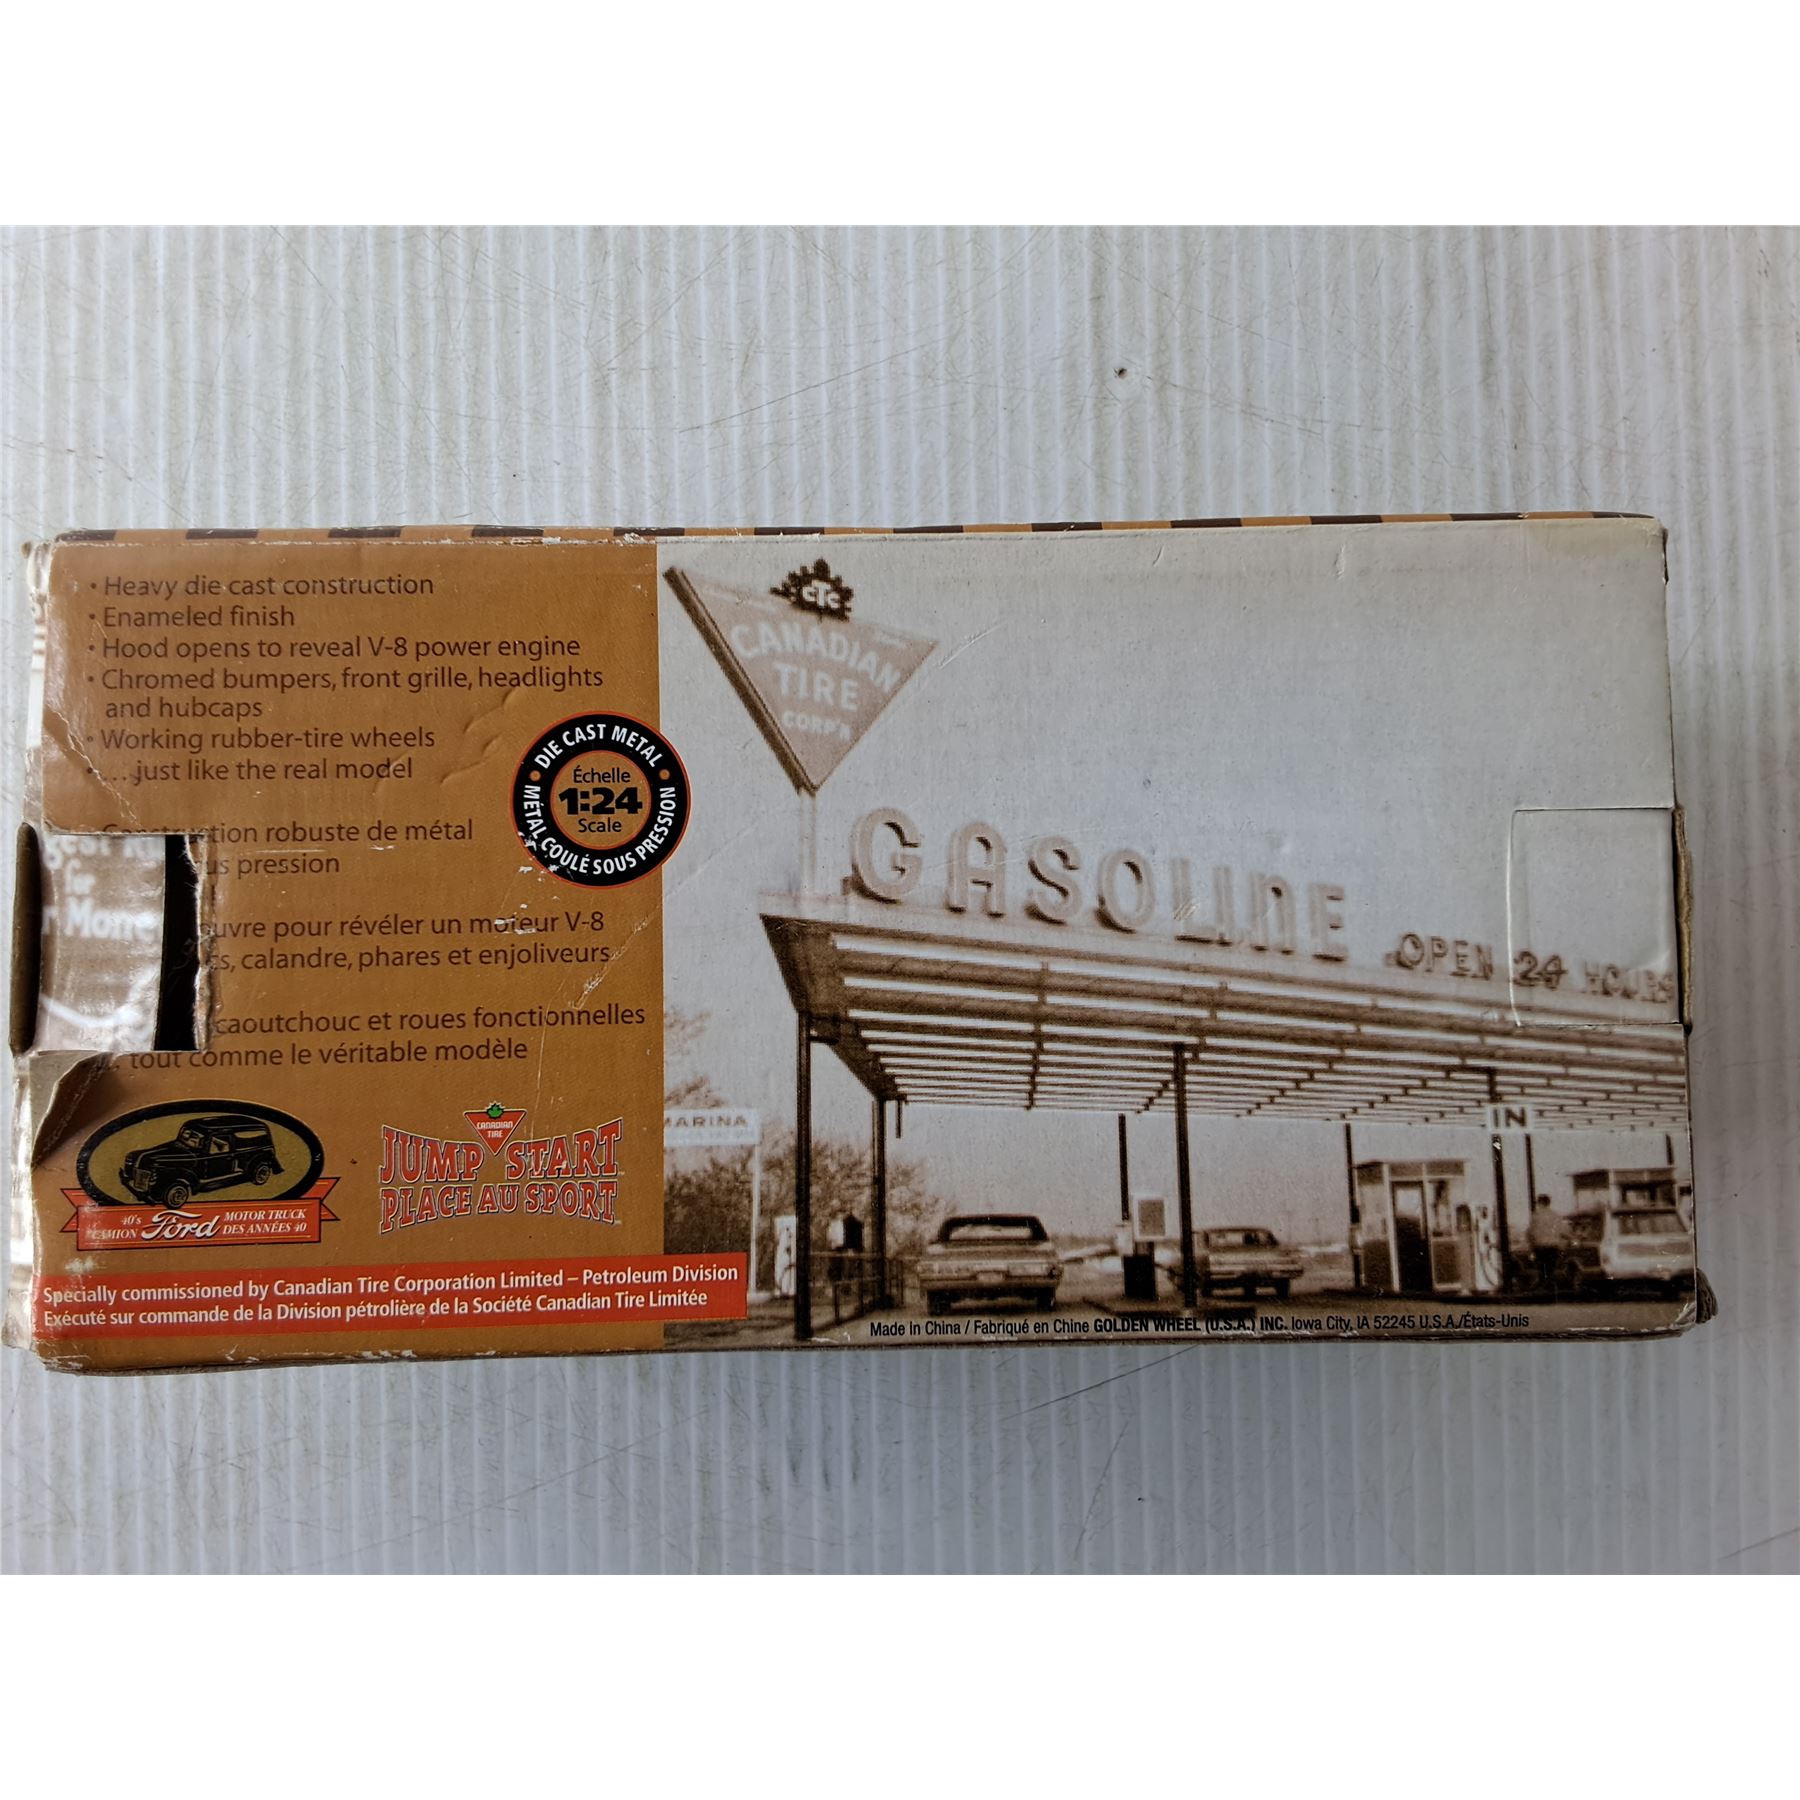 • Heavy die cast construction
• Enameled finish
• Hood opens to reveal V-8 power engine
• Chromed bumpers, front grille, headlights
and hubcaps
• Working rubber-tire wheels
• ...just like the real model
Construction robuste de métal
pression
pour révéler un moteur V-8
calandre, phares et enjoliveurs
caoutchouc et roues fonctionnelles
... tout comme le véritable modèle
for
DIE CAST METAL
Échelle
1:24
Scale
MÉTAL COULÉ SOUS PRESSION
40's Ford MOTOR TRUCK
CAMION DES ANNÉES 40
CANADIAN
TIRE
JUMP START
PLACE AU SPORT
Specially commissioned by Canadian Tire Corporation Limited – Petroleum Division
Exécuté sur commande de la Division pétrolière de la Société Canadian Tire Limitée
CTC
CANADIAN
TIRE
CORP'N
GASOLINE
OPEN 24 HOURS
MARINA
IN
Made in China / Fabriqué en Chine GOLDEN WHEEL (U.S.A.) INC. Iowa City, IA 52245 U.S.A./États-Unis